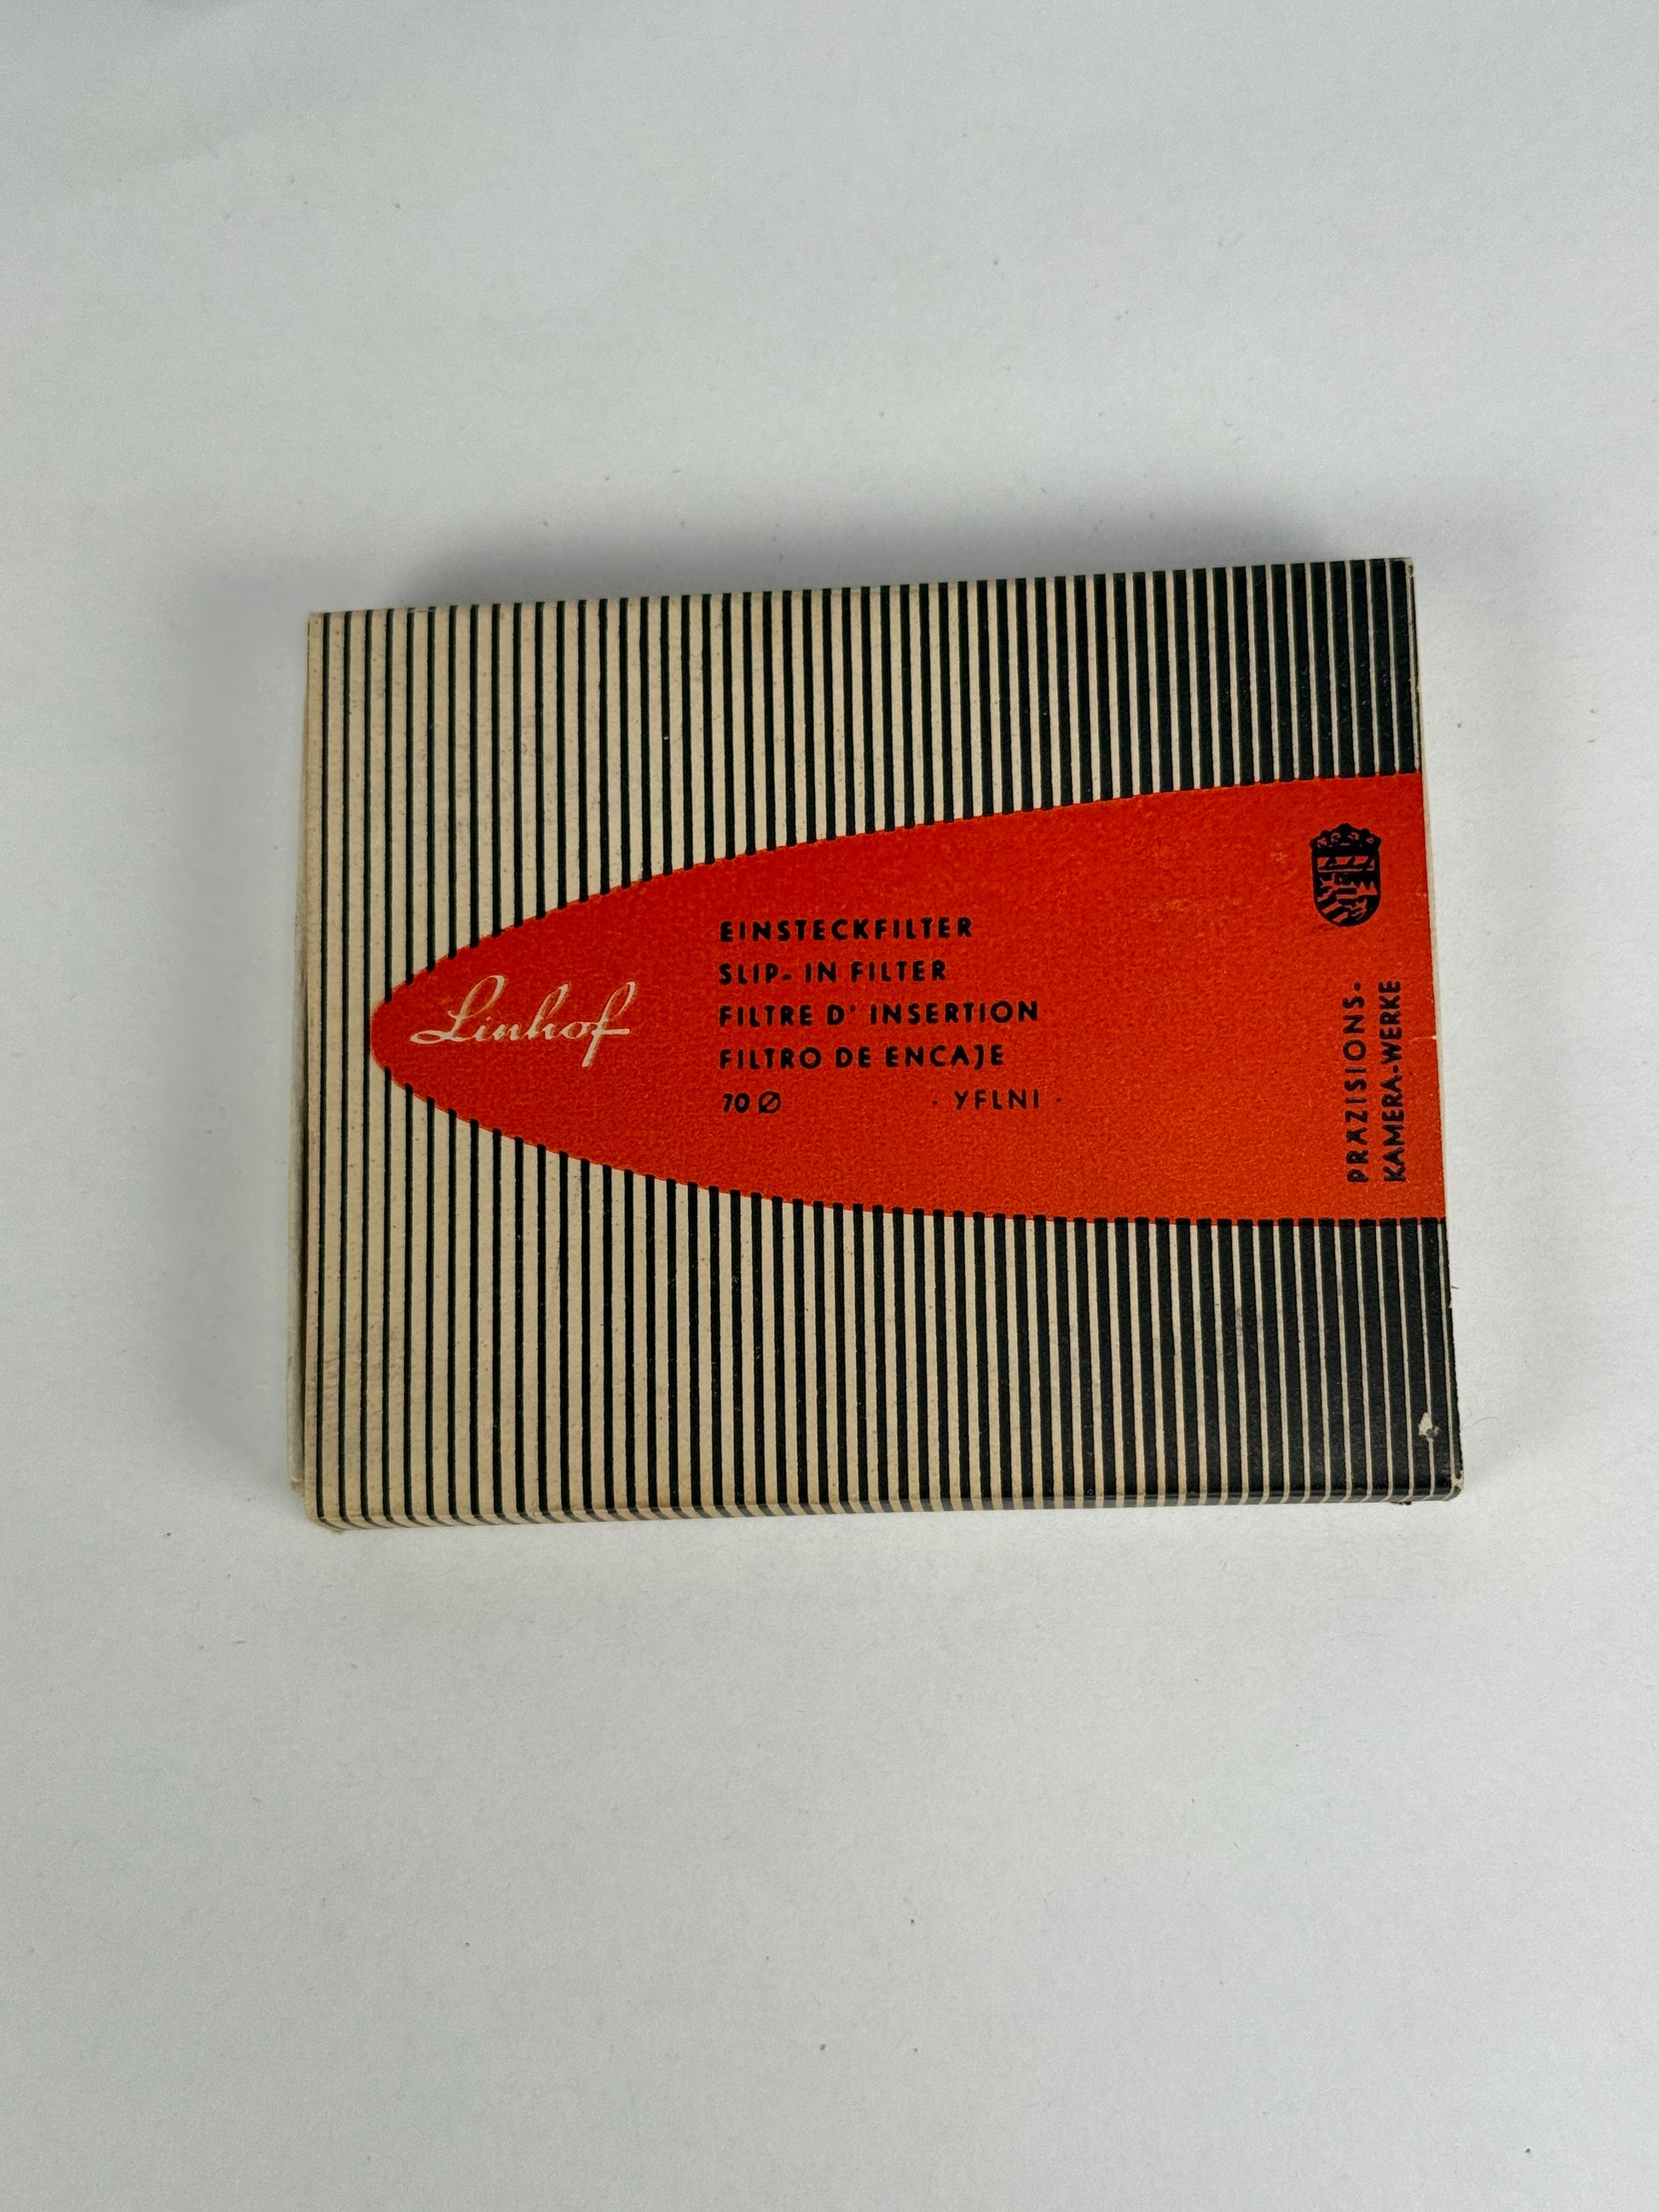 Linhof
EINSTECKFILTER
SLIP- IN FILTER
FILTRE D' INSERTION
FILTRO DE ENCAJE
70 Ø · YFLNI ·
PRÄZISIONS-
KAMERA-WERKE